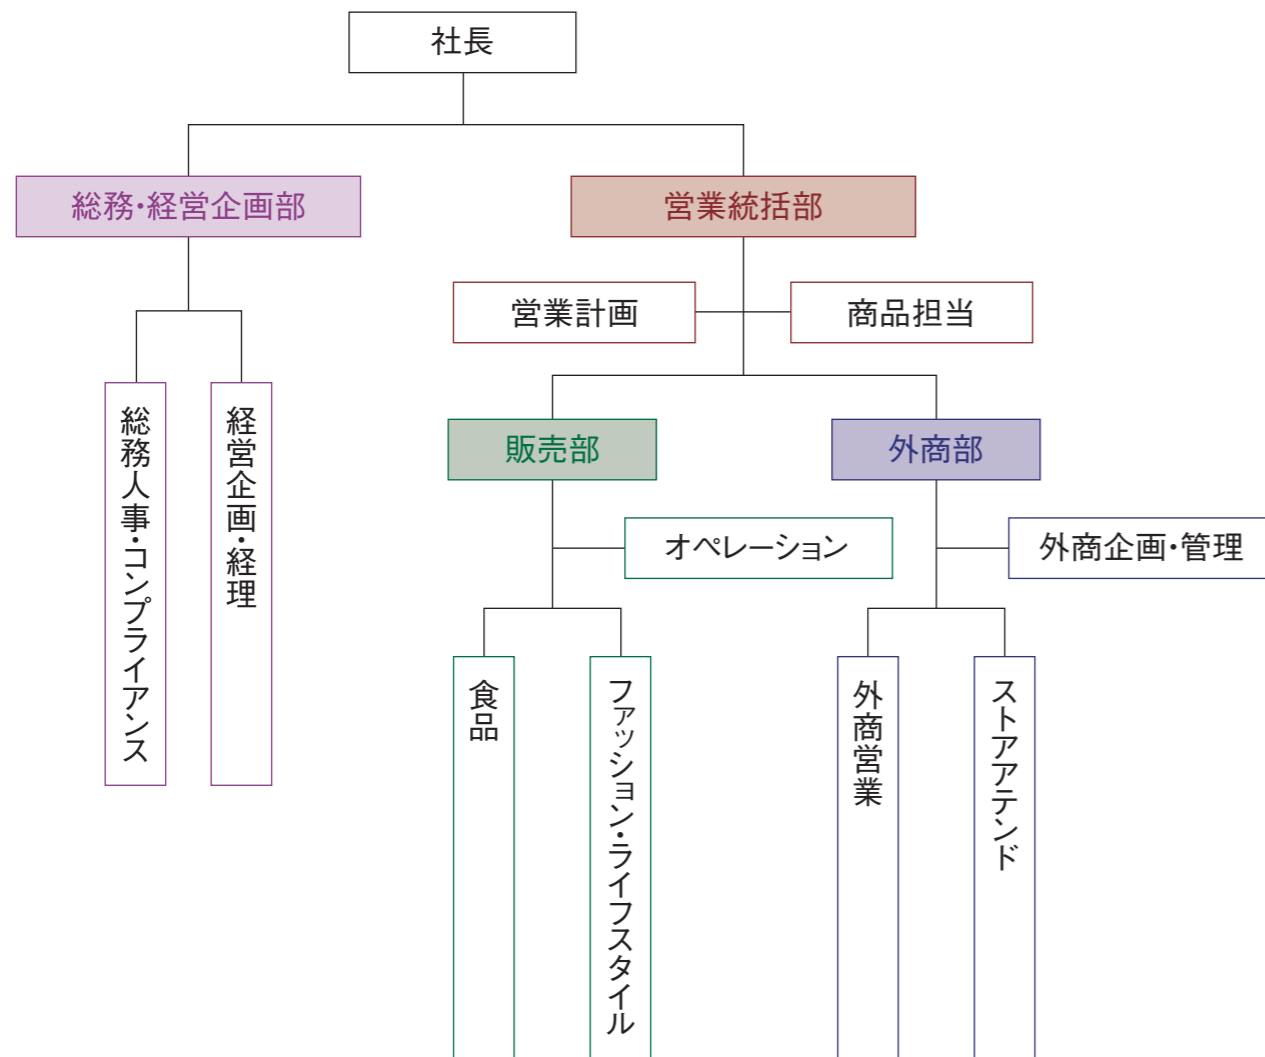 社長
総務・経営企画部
営業統括部
営業計画
商品担当
総務人事・コンプライアンス
経営企画・経理
販売部
外商部
オペレーション
外商企画・管理
食品
ファッション・ライフスタイル
外商営業
ストアアテンド